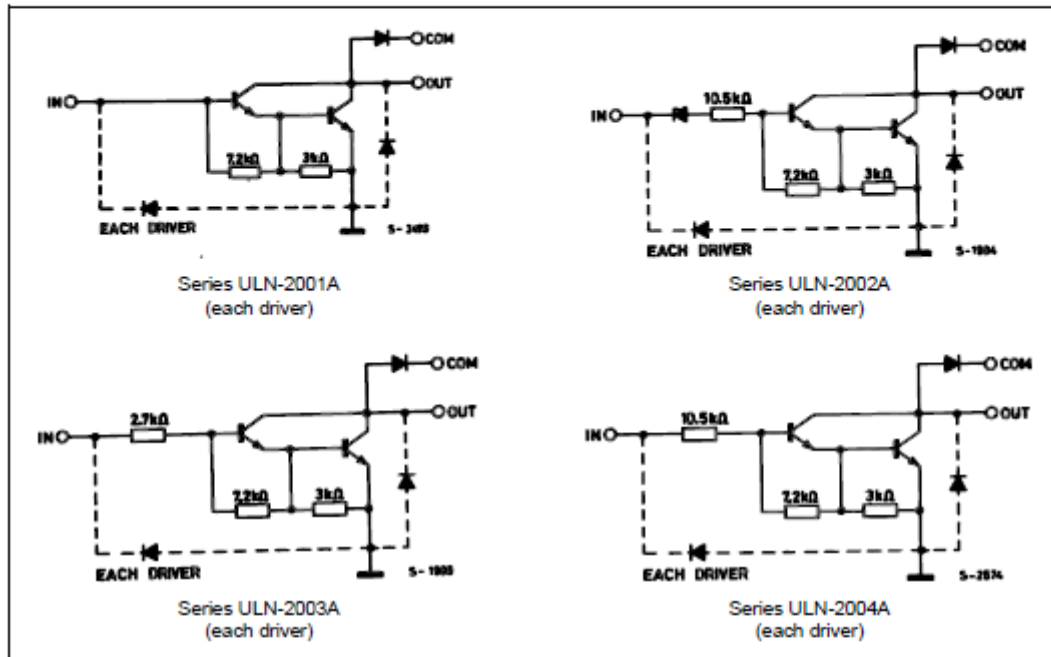 COM
OUT
IN
7.2kΩ
3kΩ
EACH DRIVER
Series ULN-2001A
(each driver)
COM
OUT
IN
10.5kΩ
7.2kΩ
3kΩ
EACH DRIVER
S-1904
Series ULN-2002A
(each driver)
COM
OUT
IN
2.7kΩ
7.2kΩ
3kΩ
EACH DRIVER
Series ULN-2003A
(each driver)
COM
OUT
IN
10.5kΩ
7.2kΩ
3kΩ
EACH DRIVER
S-2674
Series ULN-2004A
(each driver)